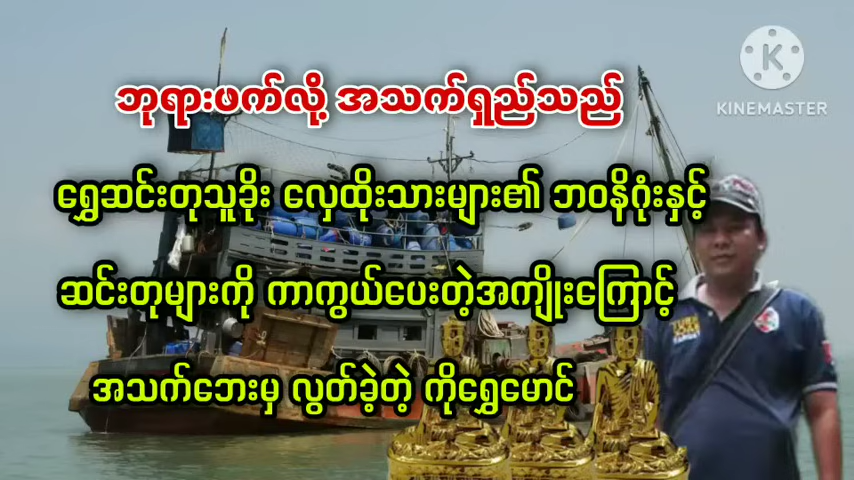 ဘုရားဖက်လို့ အသက်ရှည်သည်
ရွှေဆင်းတုသူခိုး လှေထိုးသားများ၏ ဘဝနိဂုံးနှင့်
ဆင်းတုများကို ကာကွယ်ပေးတဲ့အကျိုးကြောင့်
အသက်ဘေးမှ လွတ်ခဲ့တဲ့ ကိုရွှေမောင်
KINEMASTER